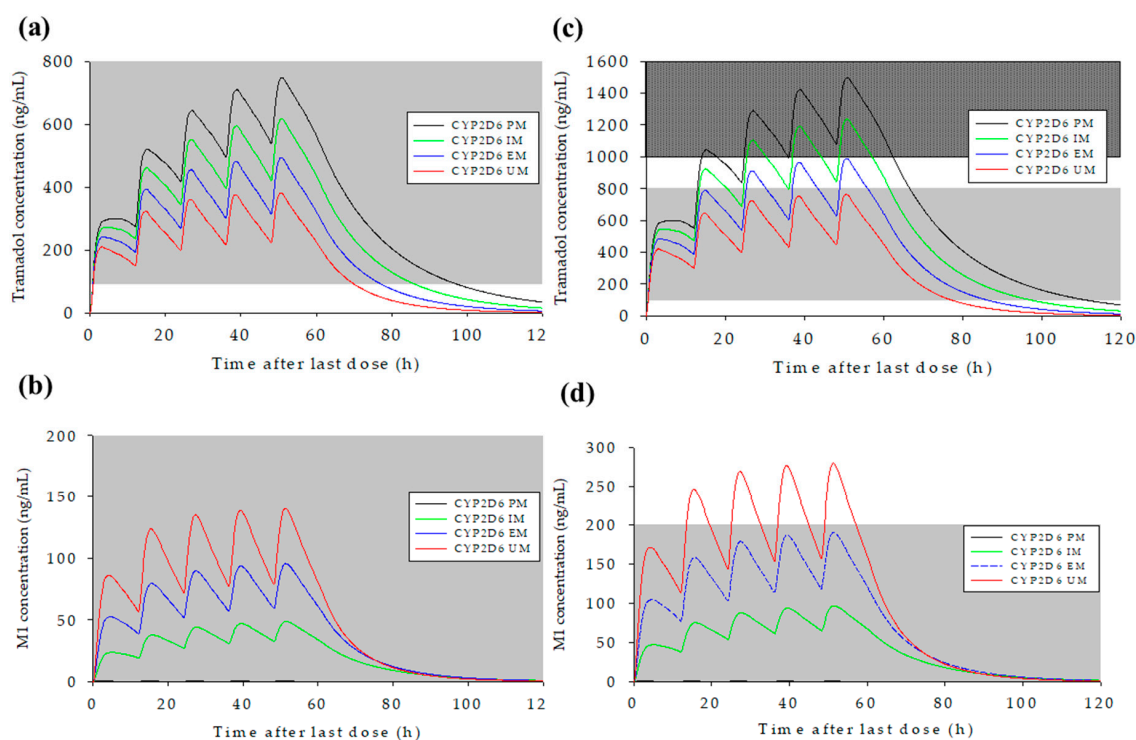 (a)
Tramadol concentration (ng/mL)
800
600
400
200
0
CYP2D6 PM
CYP2D6 IM
CYP2D6 EM
CYP2D6 UM
0 20 40 60 80 100 120
Time after last dose (h)
(c)
Tramadol concentration (ng/mL)
1600
1400
1200
1000
800
600
400
200
0
CYP2D6 PM
CYP2D6 IM
CYP2D6 EM
CYP2D6 UM
0 20 40 60 80 100 120
Time after last dose (h)
(b)
M1 concentration (ng/mL)
200
150
100
50
0
CYP2D6 PM
CYP2D6 IM
CYP2D6 EM
CYP2D6 UM
0 20 40 60 80 100 120
Time after last dose (h)
(d)
M1 concentration (ng/mL)
300
250
200
150
100
50
0
CYP2D6 PM
CYP2D6 IM
CYP2D6 EM
CYP2D6 UM
0 20 40 60 80 100 120
Time after last dose (h)